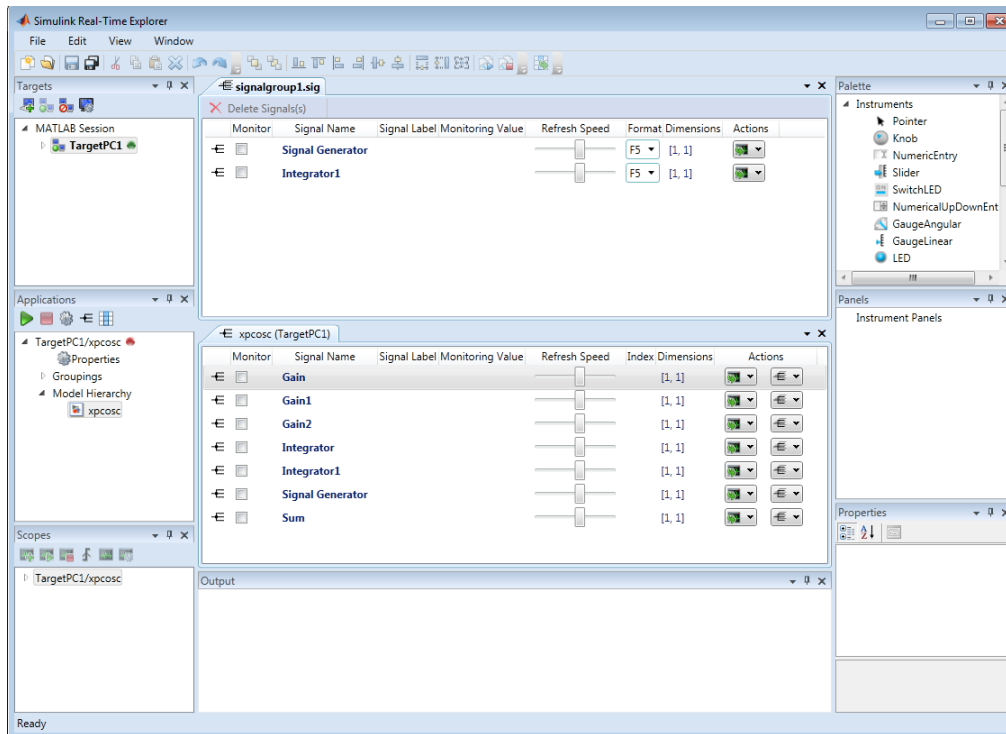 Simulink Real-Time Explorer
File Edit View Window
Targets
MATLAB Session
TargetPC1
signalgroup1.sig
Delete Signals(s)
Monitor Signal Name Signal Label Monitoring Value Refresh Speed Format Dimensions Actions
Signal Generator F5 [1, 1]
Integrator1 F5 [1, 1]
Palette
Instruments
Pointer
Knob
NumericEntry
Slider
SwitchLED
NumericalUpDownEnt
GaugeAngular
GaugeLinear
LED
Applications
TargetPC1/xpcosc
Properties
Groupings
Model Hierarchy
xpcosc
xpcosc (TargetPC1)
Monitor Signal Name Signal Label Monitoring Value Refresh Speed Index Dimensions Actions
Gain [1, 1]
Gain1 [1, 1]
Gain2 [1, 1]
Integrator [1, 1]
Integrator1 [1, 1]
Signal Generator [1, 1]
Sum [1, 1]
Panels
Instrument Panels
Properties
Scopes
TargetPC1/xpcosc
Output
Ready